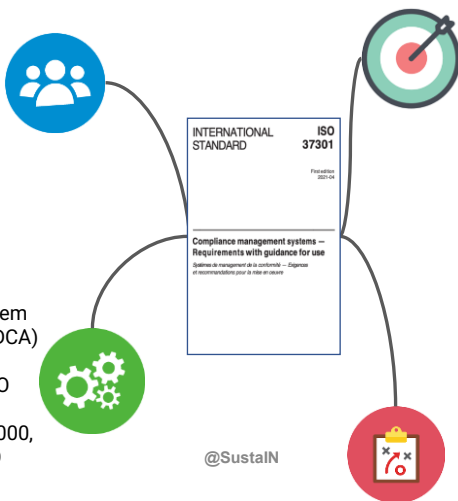 INTERNATIONAL
STANDARD
ISO
37301
First edition
2021-04
Compliance management systems —
Requirements with guidance for use
Systèmes de management de la conformité — Exigences
et recommandations pour la mise en oeuvre
em
DCA)
O
000,
)
@SustaIN